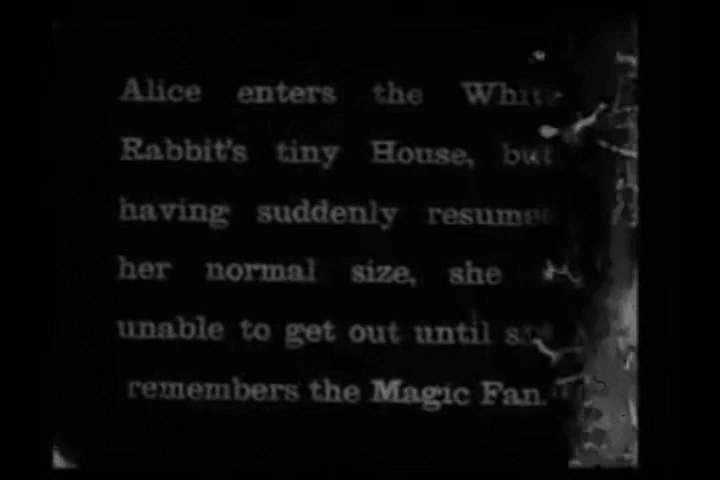 Alice enters the White
Rabbit's tiny House, but
having suddenly resumed
her normal size, she
unable to get out until she
remembers the Magic Fan.